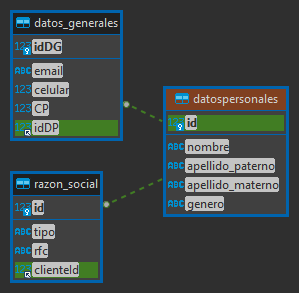 datos_generales
123 idDG
ABC email
123 celular
123 CP
123 idDP
datospersonales
123 id
ABC nombre
ABC apellido_paterno
ABC apellido_materno
ABC genero
razon_social
123 id
ABC tipo
ABC rfc
123 clienteId